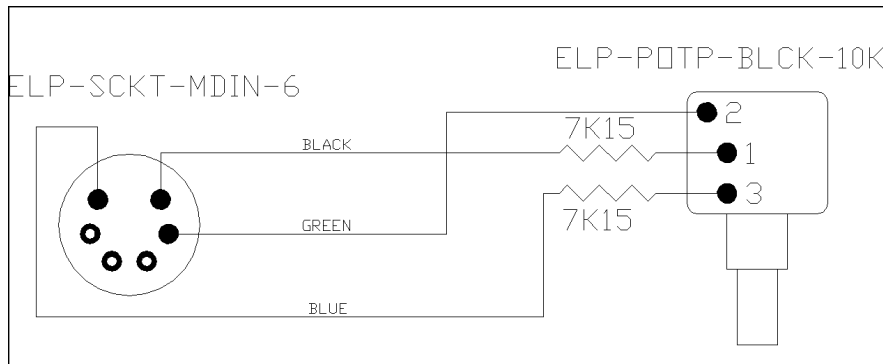 ELP-POTP-BLCK-10K
ELP-SCKT-MDIN-6
2
7K15
BLACK
1
3
7K15
GREEN
BLUE